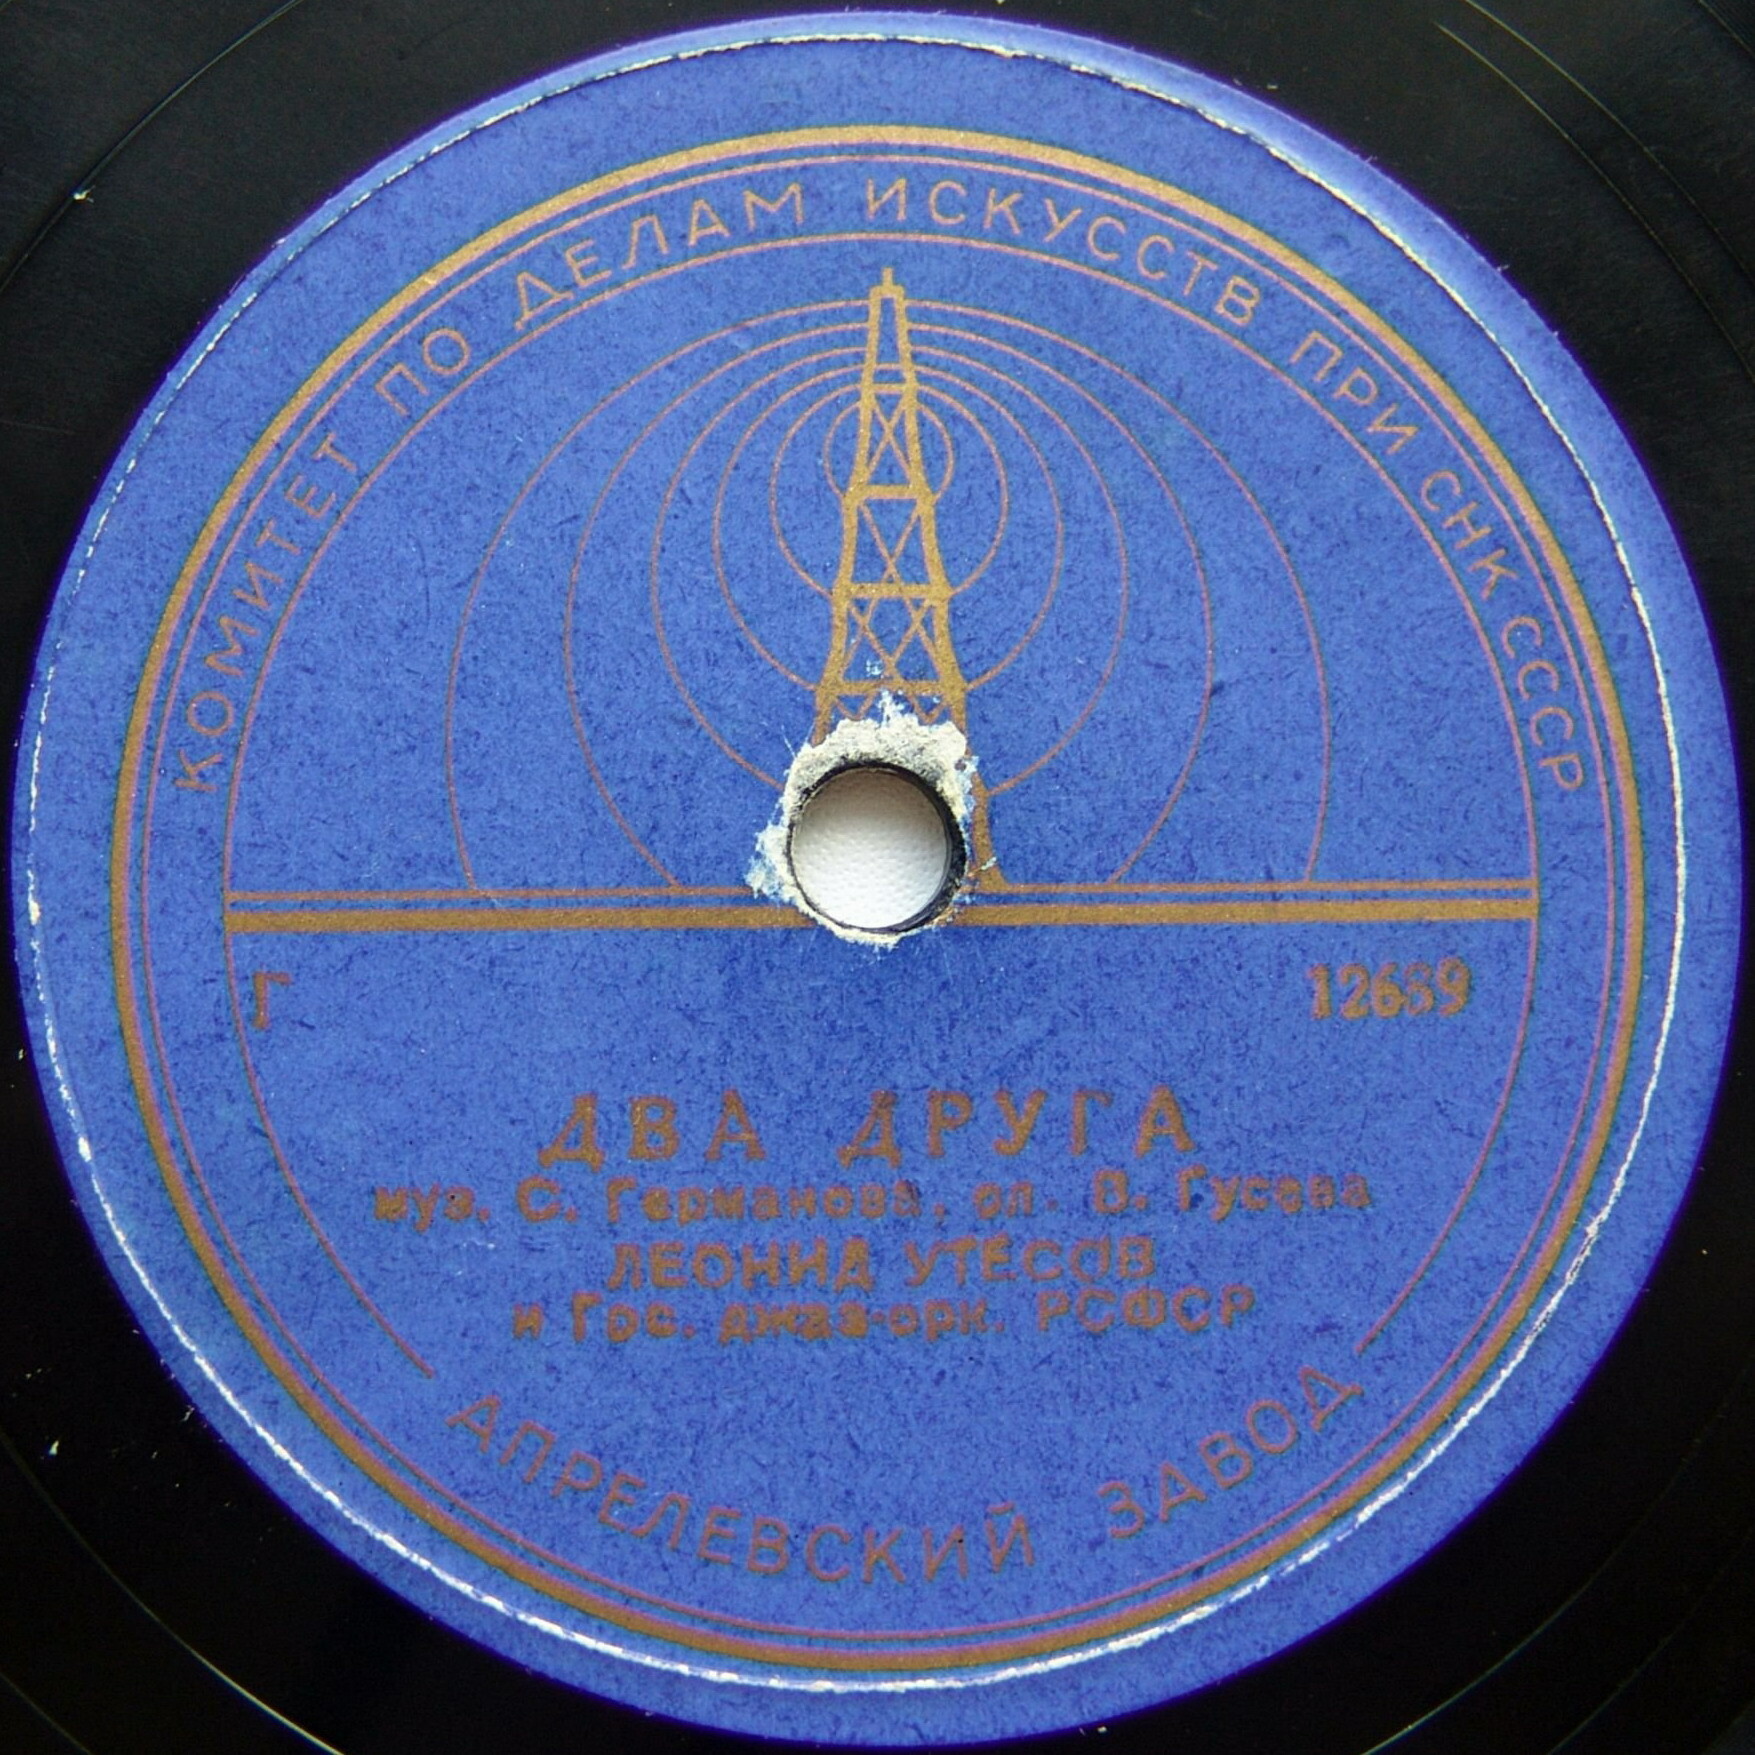 КОМИТЕТ ПО ДЕЛАМ ИСКУССТВ ПРИ СНК СССР
Г 12689
ДВА ДРУГА
муз. С. Германова, сл. В. Гусева
ЛЕОНИД УТЕСОВ
и Гос. джаз-орк. РСФСР
АПРЕЛЕВСКИЙ ЗАВОД